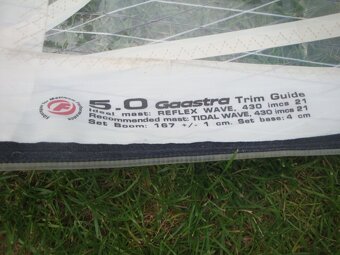 5.0 Gaastra Trim Guide
Ideal mast: REFLEX WAVE, 430 imcs 21
Recommended mast: TIDAL WAVE, 430 imcs 21
Set Boom: 167 +/- 1 cm. Set base: 4 cm